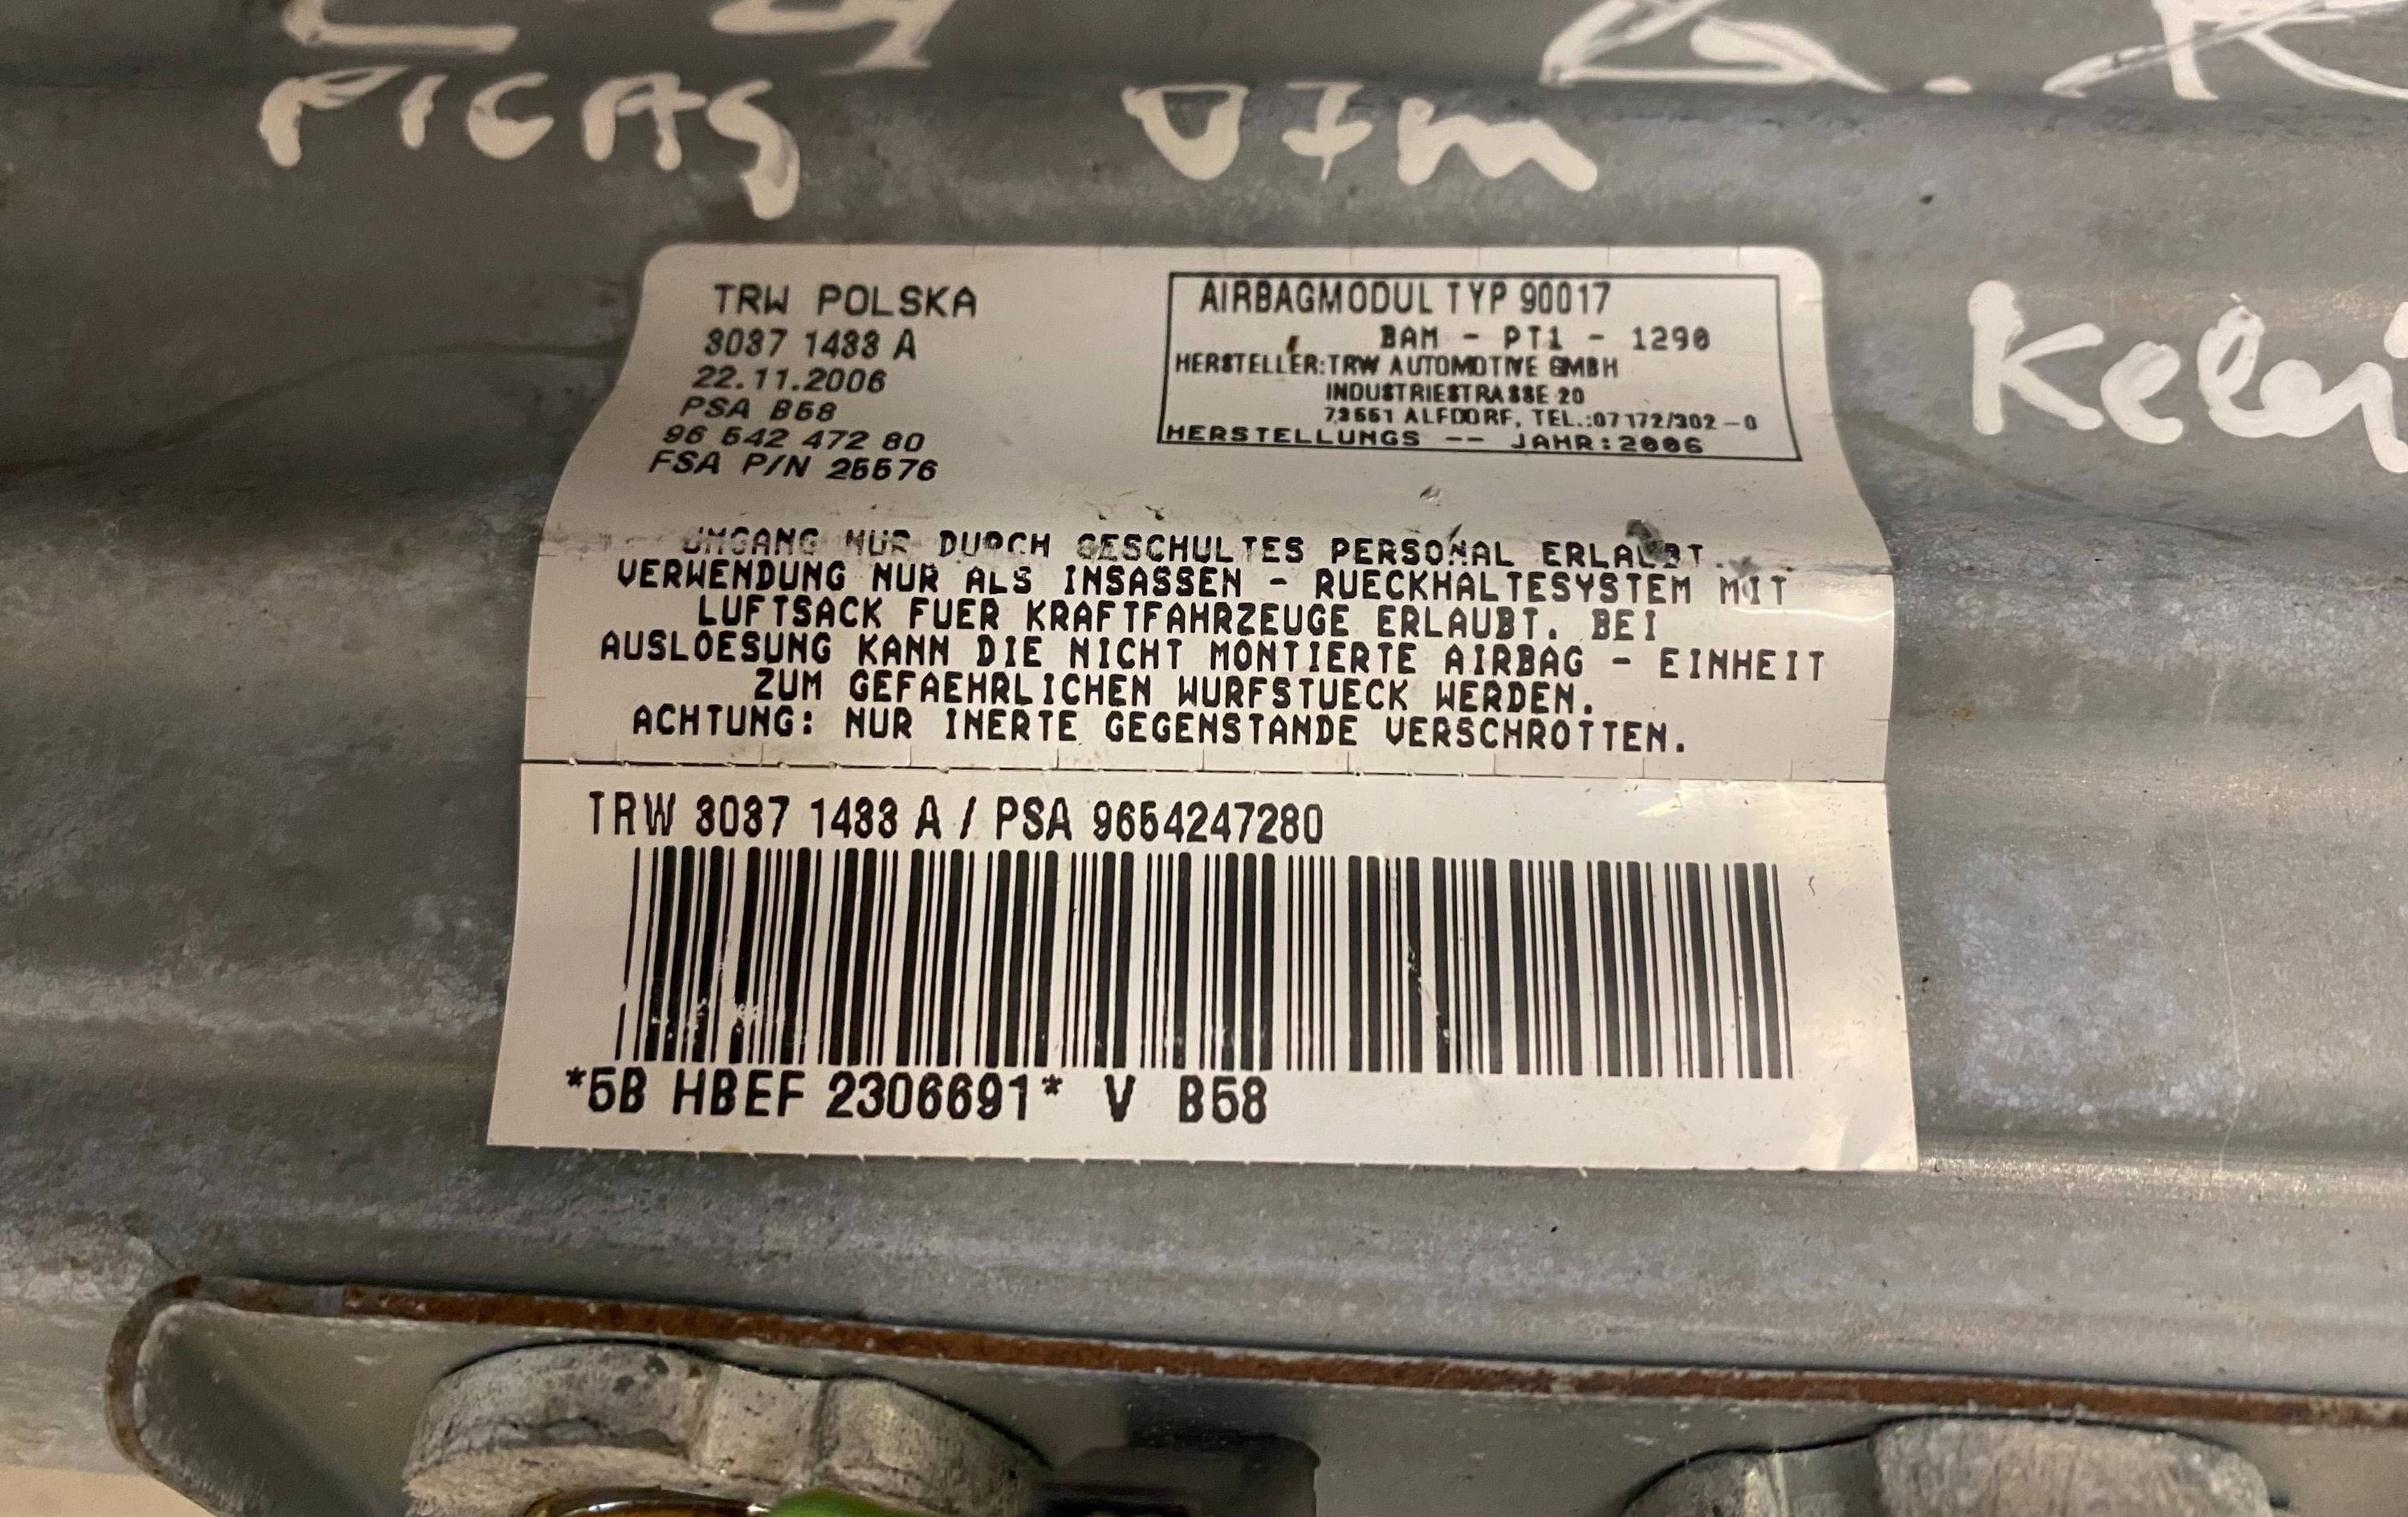 C4
PICAS
TRW POLSKA
3037 1433 A
22.11.2006
PSA B58
96 542 472 80
FSA P/N 25576
AIRBAGMODUL TYP 90017
BAM - PT1 - 1290
HERSTELLER:TRW AUTOMOTIVE GMBH
INDUSTRIESTRASSE 20
73551 ALFDORF, TEL.:07172/302-0
HERSTELLUNGS -- JAHR:2006
UMGANG NUR DURCH GESCHULTES PERSONAL ERLAUBT.
VERWENDUNG NUR ALS INSASSEN - RUECKHALTESYSTEM MIT
LUFTSACK FUER KRAFTFAHRZEUGE ERLAUBT. BEI
AUSLOESUNG KANN DIE NICHT MONTIERTE AIRBAG - EINHEIT
ZUM GEFAEHRLICHEN WURFSTUECK WERDEN.
ACHTUNG: NUR INERTE GEGENSTANDE VERSCHROTTEN.
TRW 3037 1433 A / PSA 9654247280
*5B HBEF 2306691* V B58